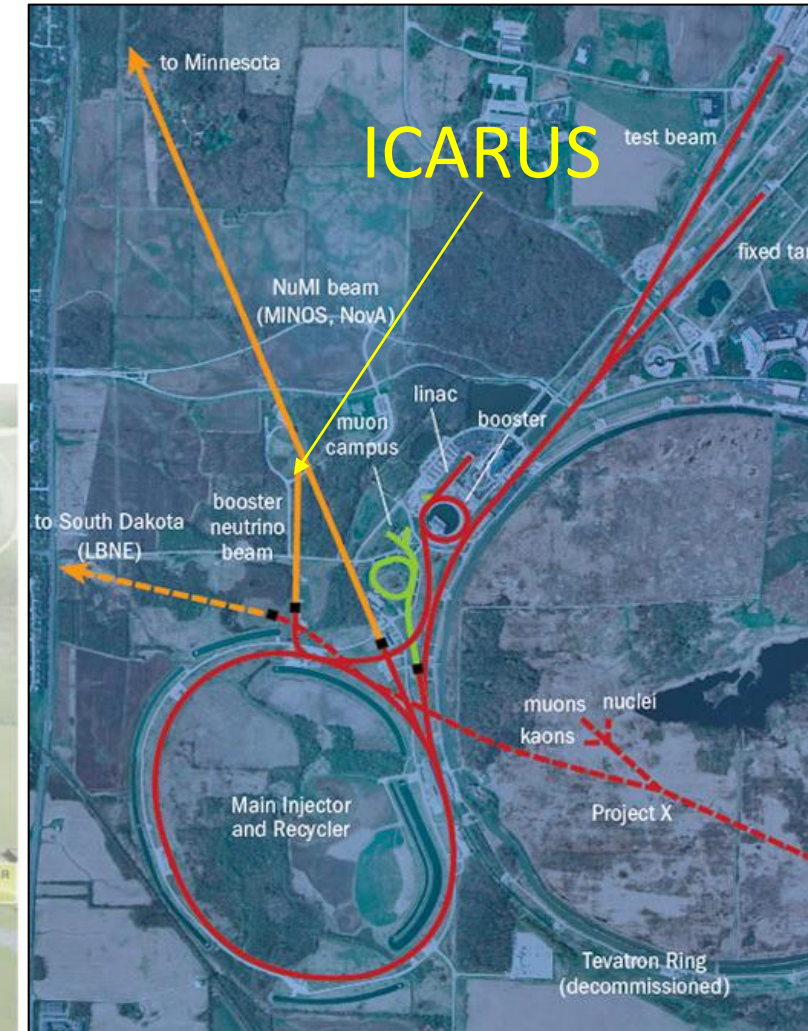 to Minnesota
ICARUS
test beam
fixed tar
NuMI beam
(MINOS, NovA)
linac
booster
muon
campus
booster
neutrino
beam
to South Dakota
(LBNE)
muons
nuclei
kaons
Project X
Main Injector
and Recycler
Tevatron Ring
(decommissioned)
R